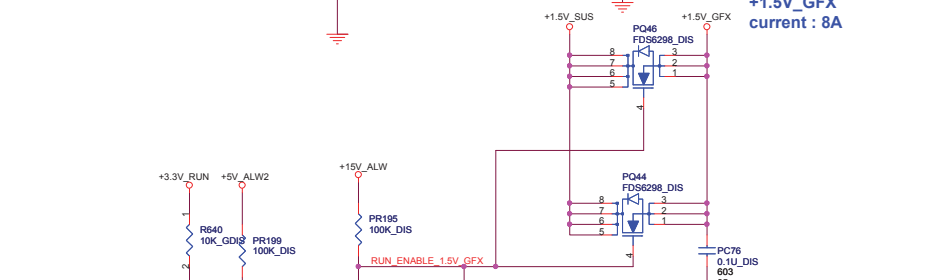 +1.5V_GFX
current : 8A
+1.5V_SUS
+1.5V_GFX
PQ46
FDS6298_DIS
8
7
6
5
3
2
1
4
+3.3V_RUN
+5V_ALW2
+15V_ALW
PQ44
FDS6298_DIS
8
7
6
5
3
2
1
4
1
R640
10K_GDIS
2
PR199
100K_DIS
PR195
100K_DIS
RUN_ENABLE_1.5V_GFX
PC76
0.1U_DIS
603